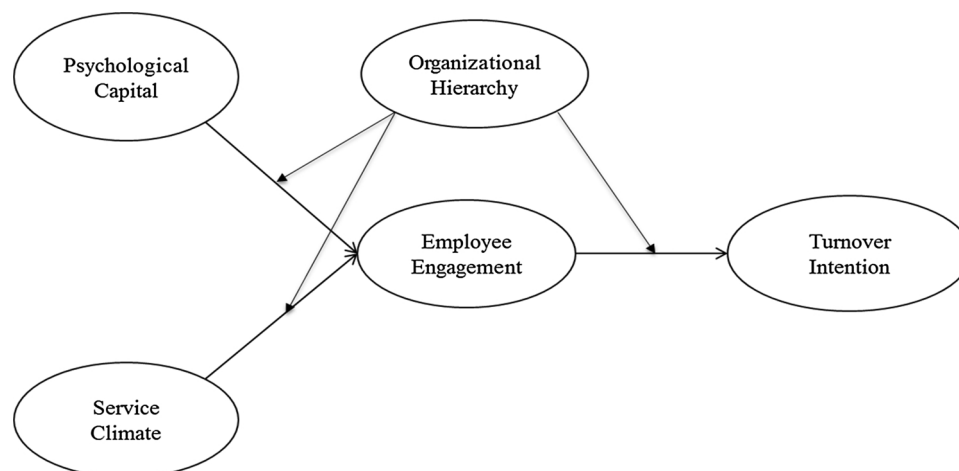 Psychological
Capital
Organizational
Hierarchy
Employee
Engagement
Turnover
Intention
Service
Climate